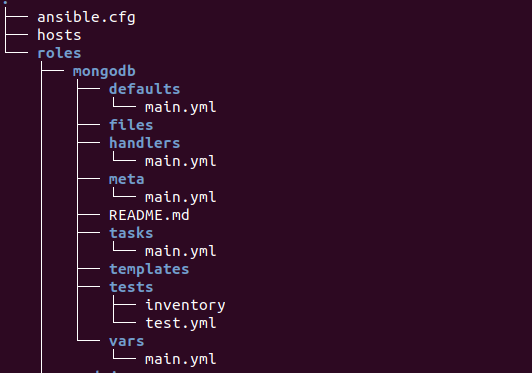 .
ansible.cfg
hosts
roles
mongodb
defaults
main.yml
files
handlers
main.yml
meta
main.yml
README.md
tasks
main.yml
templates
tests
inventory
test.yml
vars
main.yml